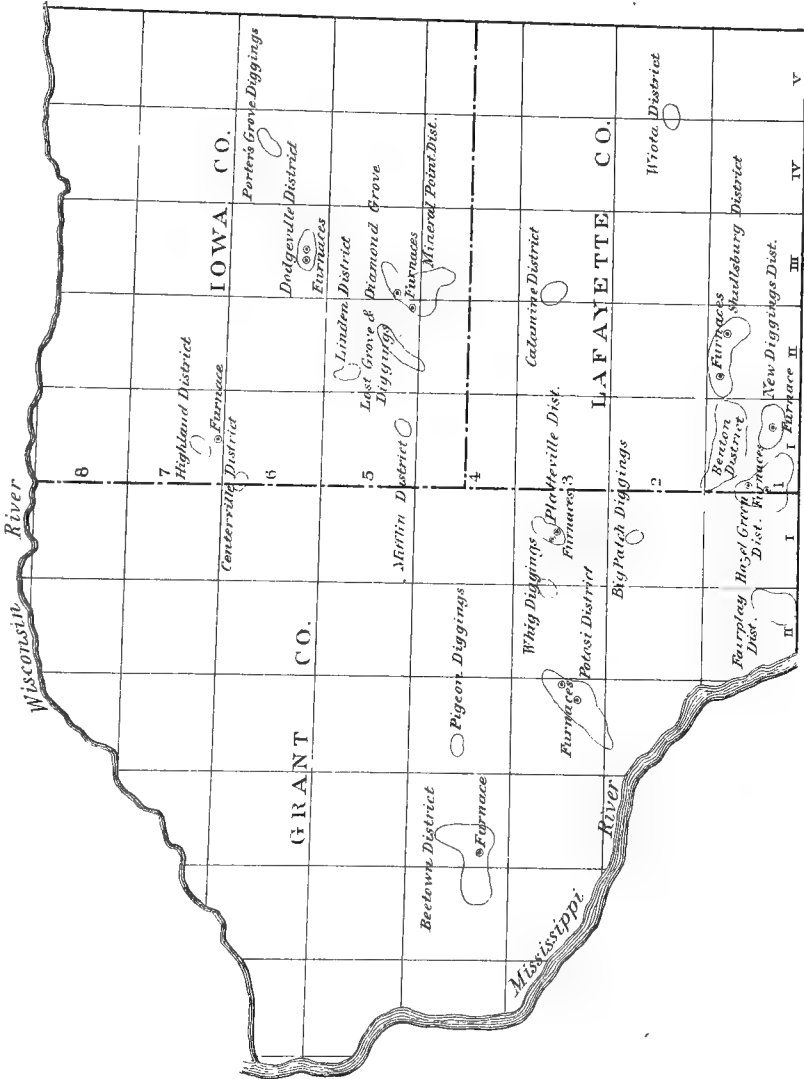 Wisconsin River
8
7
6
5
4
3
2
1
Highland District
Furnace
Centerville District
IOWA CO.
Porter's Grove Diggings
Dodgeville District
Furnaces
Linden District
Lost Grove & Diamond Grove
Diggings
Furnaces
Mineral Point Dist.
Mifflin District
GRANT CO.
Pigeon Diggings
Beetown District
Furnace
Whig Diggings
Platteville Dist.
Furnaces
Potosi District
Furnaces
Big Patch Diggings
Calamine District
LAFAYETTE CO.
Wiota District
Furnaces
Shullsburg District
New Diggings Dist.
Furnace
Benton
District
Hazel Green
Dist. Furnaces
Fairplay
Dist.
Mississippi River
II
I
I
II
III
IV
V